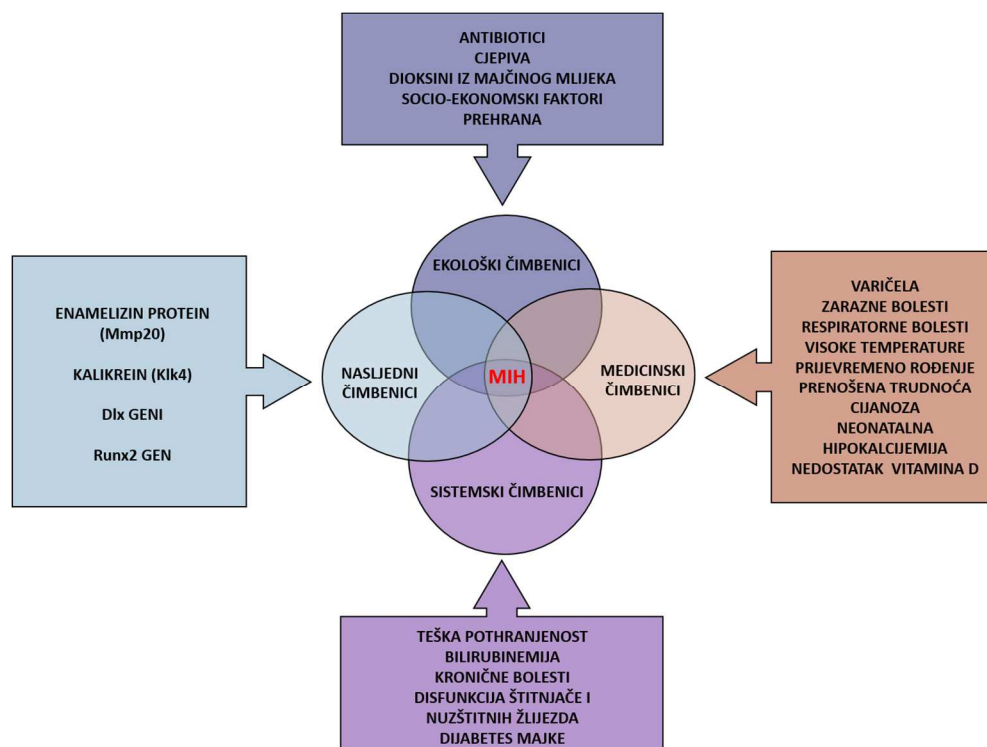 ANTIBIOTICI
CJEPIVA
DIOKSINI IZ MAJČINOG MLIJEKA
SOCIO-EKONOMSKI FAKTORI
PREHRANA
EKOLOŠKI ČIMBENICI
ENAMELIZIN PROTEIN
(Mmp20)
KALIKREIN (Klk4)
Dlx GENI
Runx2 GEN
NASLJEDNI
ČIMBENICI
MIH
MEDICINSKI
ČIMBENICI
VARIČELA
ZARAZNE BOLESTI
RESPIRATORNE BOLESTI
VISOKE TEMPERATURE
PRIJEVREMENO ROĐENJE
PRENOŠENA TRUDNOĆA
CIJANOZA
NEONATALNA
HIPOKALCIJEMIJA
NEDOSTATAK VITAMINA D
SISTEMSKI ČIMBENICI
TEŠKA POTHRANJENOST
BILIRUBINEMIJA
KRONIČNE BOLESTI
DISFUNKCIJA ŠTITNJAČE I
NUZŠTITNIH ŽLIJEZDA
DIJABETES MAJKE